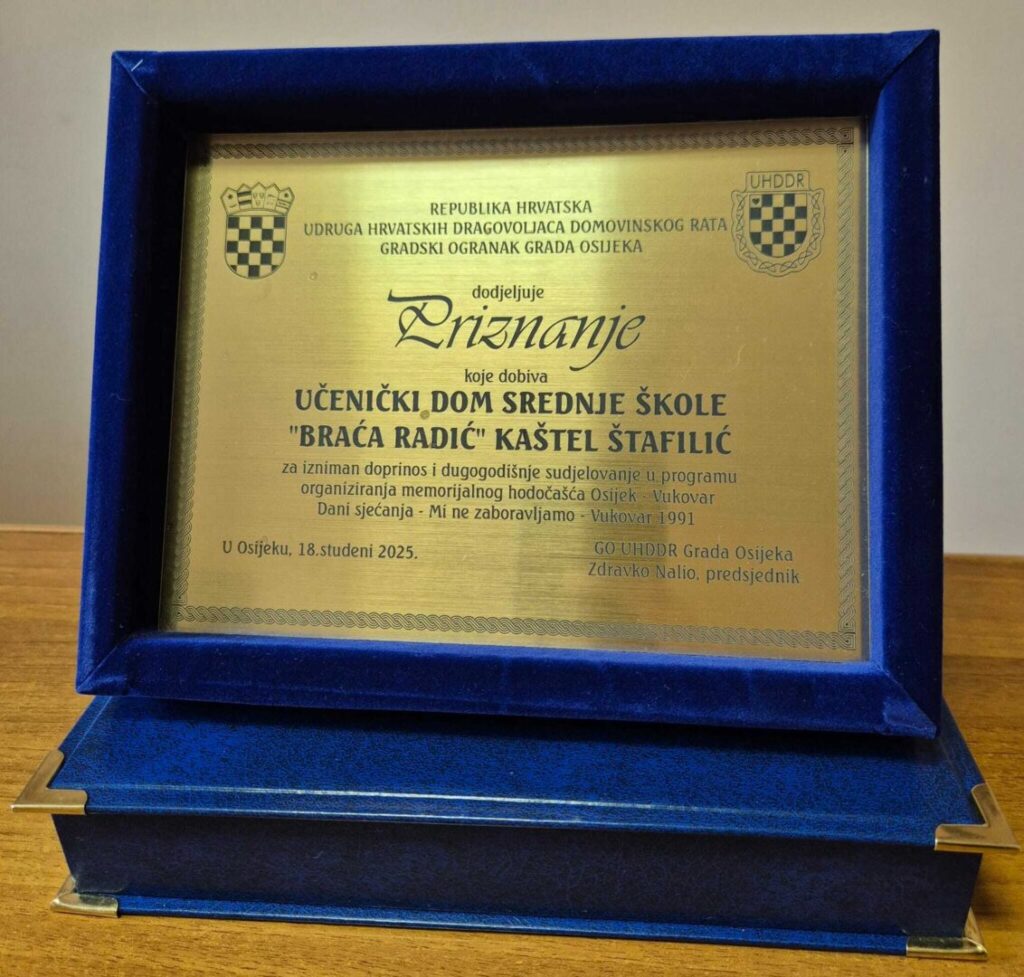 REPUBLIKA HRVATSKA
UDRUGA HRVATSKIH DRAGOVOLJACA DOMOVINSKOG RATA
GRADSKI OGRANAK GRADA OSIJEKA
UHDDR
dodjeljuje
Priznanje
koje dobiva
UČENIČKI DOM SREDNJE ŠKOLE
"BRAĆA RADIĆ" KAŠTEL ŠTAFILIĆ
za izniman doprinos i dugogodišnje sudjelovanje u programu
organiziranja memorijalnog hodočašća Osijek - Vukovar
Dani sjećanja - Mi ne zaboravljamo - Vukovar 1991
U Osijeku, 18.studeni 2025.
GO UHDDR Grada Osijeka
Zdravko Nalio, predsjednik